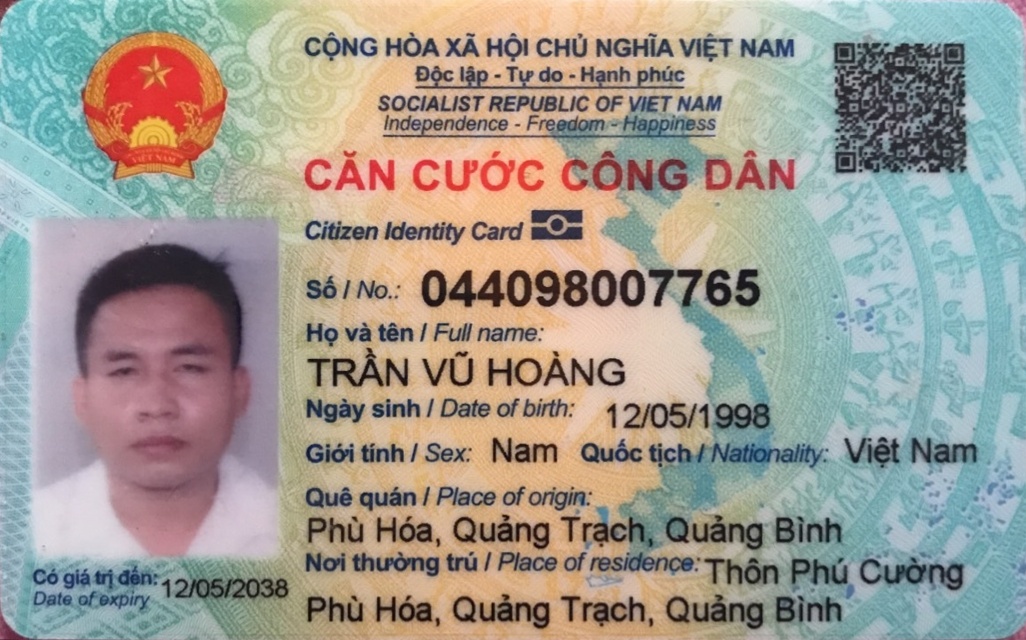 CỘNG HÒA XÃ HỘI CHỦ NGHĨA VIỆT NAM
Độc lập - Tự do - Hạnh phúc
SOCIALIST REPUBLIC OF VIET NAM
Independence - Freedom - Happiness
CĂN CƯỚC CÔNG DÂN
Citizen Identity Card
Số / No.: 044098007765
Họ và tên / Full name:
TRẦN VŨ HOÀNG
Ngày sinh / Date of birth: 12/05/1998
Giới tính / Sex: Nam Quốc tịch / Nationality: Việt Nam
Quê quán / Place of origin:
Phù Hóa, Quảng Trạch, Quảng Bình
Nơi thường trú / Place of residence: Thôn Phú Cường
Phù Hóa, Quảng Trạch, Quảng Bình
Có giá trị đến: 12/05/2038
Date of expiry
VIỆT NAM